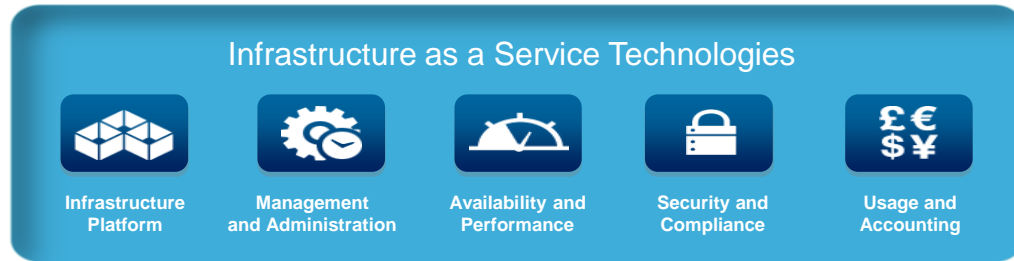 Infrastructure as a Service Technologies
£ €
$ ¥
Infrastructure
Platform
Management
and Administration
Availability and
Performance
Security and
Compliance
Usage and
Accounting